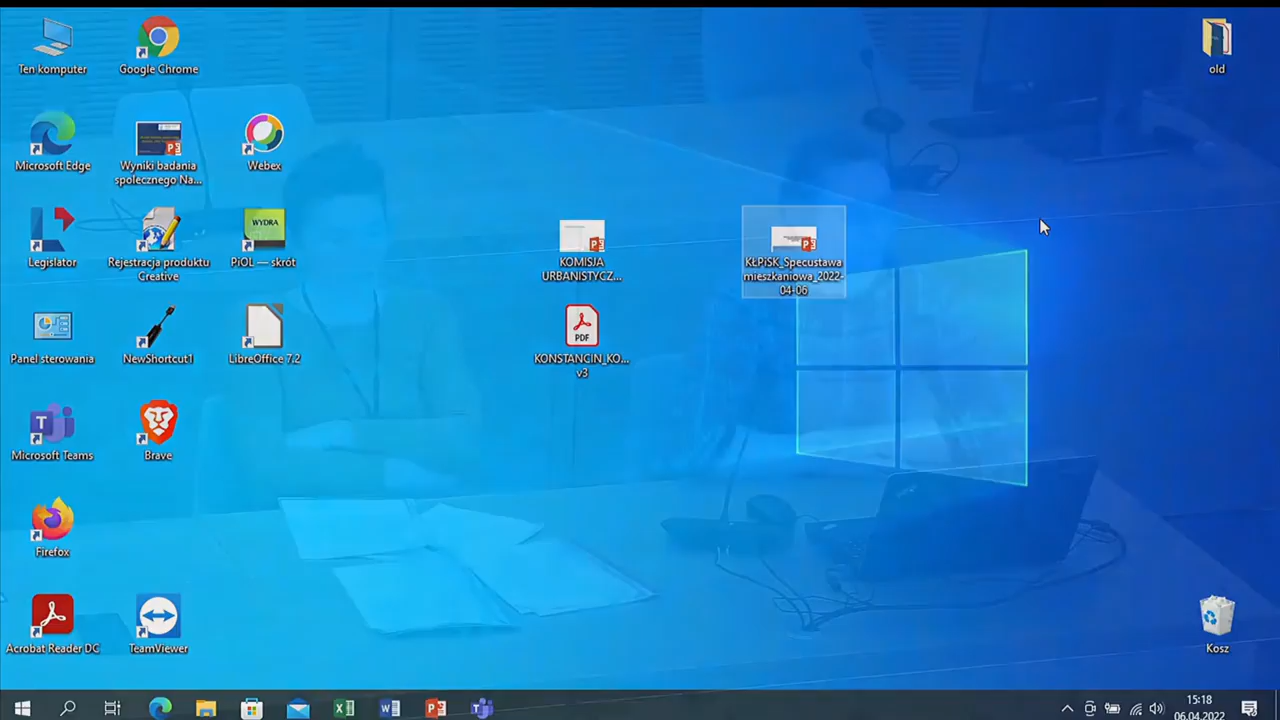 Ten komputer
Google Chrome
old
Microsoft Edge
Wyniki badania
społecznego Na...
Webex
Legislator
Rejestracja produktu
Creative
WYDRA
PiOL — skrót
KOMISJA
URBANISTYCZ...
KŁPiSK_Specustawa
mieszkaniowa_2022-
04-06
Panel sterowania
NewShortcut1
LibreOffice 7.2
PDF
KONSTANCIN_KO...
v3
Microsoft Teams
Brave
Firefox
Acrobat Reader DC
TeamViewer
Kosz
15:18
06.04.2022